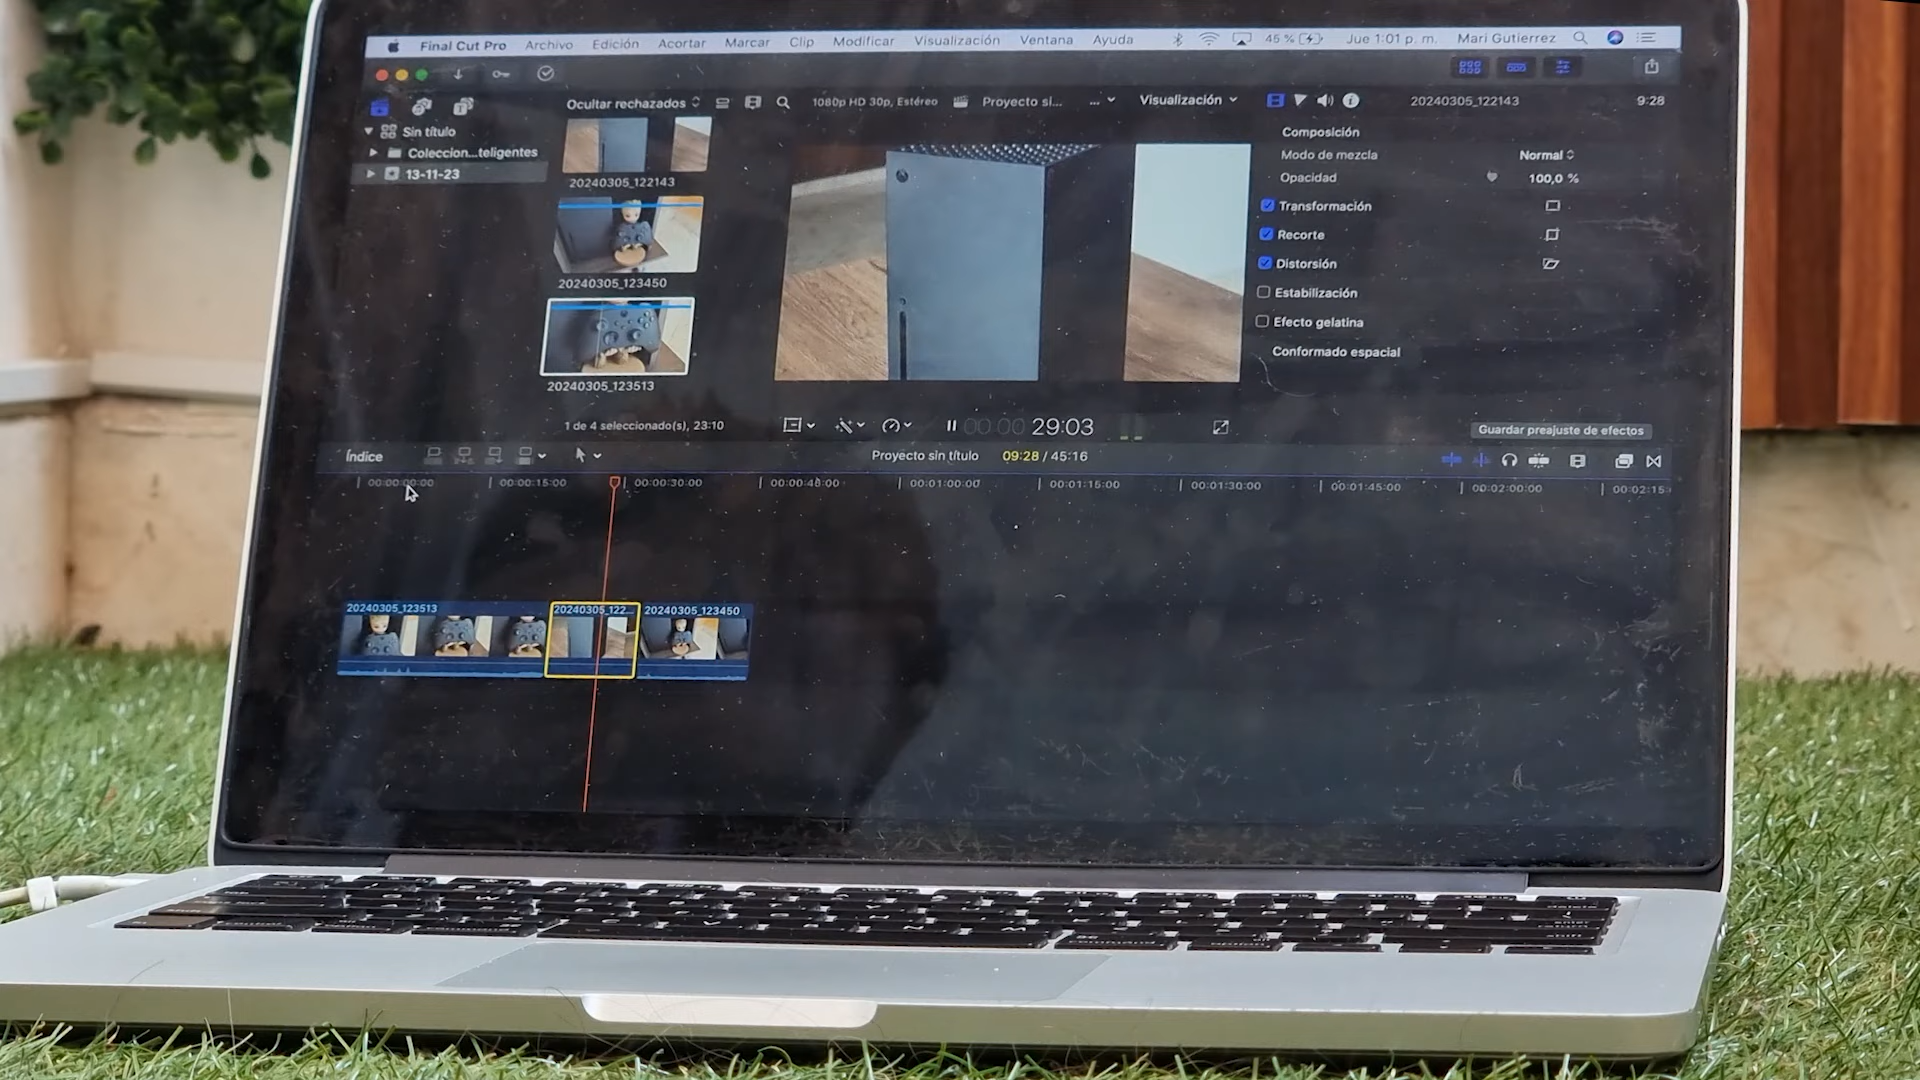 Final Cut Pro Archivo Edición Acortar Marcar Clip Modificar Visualización Ventana Ayuda 45 % Jue 1:01 p. m. Mari Gutierrez
Ocultar rechazados 1080p HD 30p, Estéreo Proyecto si... ... Visualización 20240305_122143 9:28
Sin título
Coleccion...teligentes
13-11-23
20240305_122143
20240305_123450
20240305_123513
1 de 4 seleccionado(s), 23:10
Composición
Modo de mezcla Normal
Opacidad 100,0 %
Transformación
Recorte
Distorsión
Estabilización
Efecto gelatina
Conformado espacial
00:00:29:03
Guardar preajuste de efectos
Índice Proyecto sin título 09:28 / 45:16
00:00:00:00 00:00:15:00 00:00:30:00 00:00:45:00 00:01:00:00 00:01:15:00 00:01:30:00 00:01:45:00 00:02:00:00 00:02:15:
20240305_123513 20240305_122... 20240305_123450